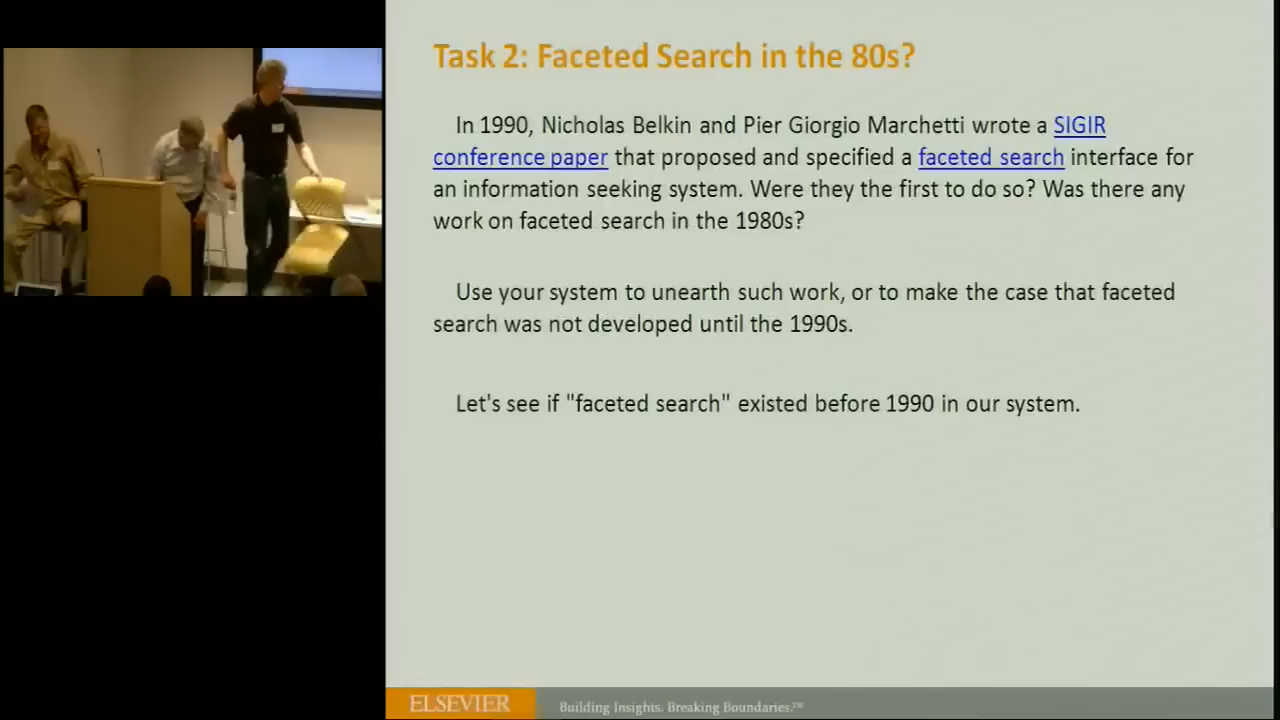 Task 2: Faceted Search in the 80s?
In 1990, Nicholas Belkin and Pier Giorgio Marchetti wrote a SIGIR
conference paper that proposed and specified a faceted search interface for
an information seeking system. Were they the first to do so? Was there any
work on faceted search in the 1980s?
Use your system to unearth such work, or to make the case that faceted
search was not developed until the 1990s.
Let's see if "faceted search" existed before 1990 in our system.
ELSEVIER
Building Insights. Breaking Boundaries.™